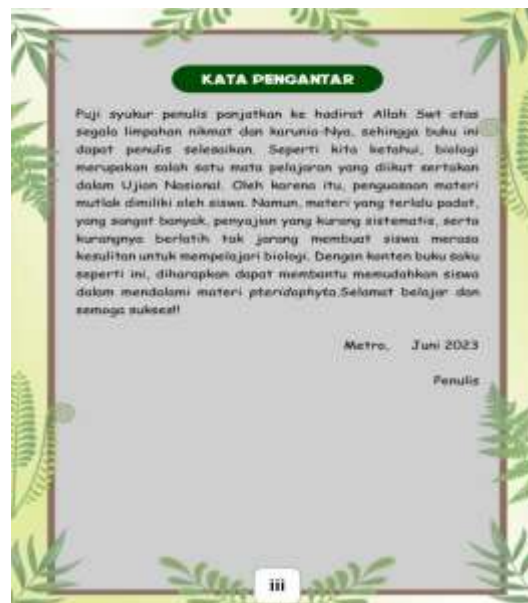 KATA PENGANTAR
Puji syukur penulis panjatkan ke hadirat Allah Swt atas
segala limpahan nikmat dan karunia-Nya, sehingga buku ini
dapat penulis selesaikan. Seperti kita ketahui, biologi
merupakan salah satu mata pelajaran yang diikut sertakan
dalam Ujian Nasional. Oleh karena itu, penguasaan materi
mutlak dimiliki oleh siswa. Namun, materi yang terlalu padat,
yang sangat banyak, penyajian yang kurang sistematis, serta
kurangnya berlatih tak jarang membuat siswa merasa
kesulitan untuk mempelajari biologi. Dengan konten buku saku
seperti ini, diharapkan dapat membantu memudahkan siswa
dalam mendalami materi pteridophyta.Selamat belajar dan
semoga sukses!!
Metro, Juni 2023
Penulis
iii